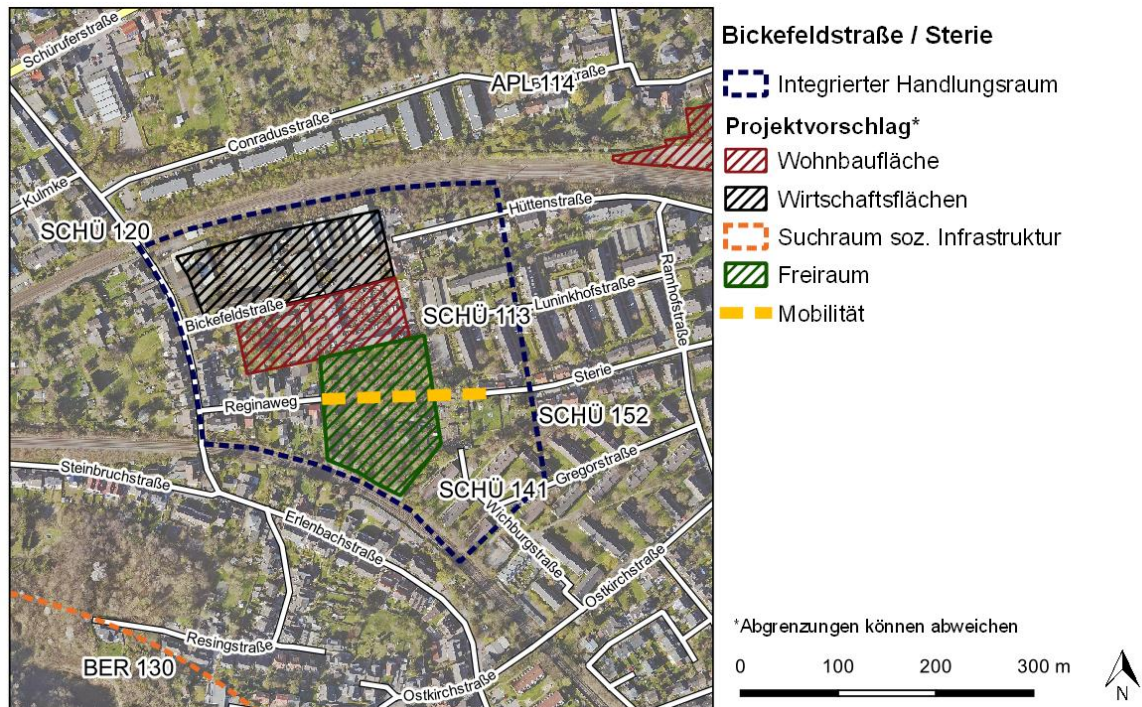 Schüruferstraße
APL 114
Conradusstraße
Kulmke
SCHÜ 120
Hüttenstraße
Ramhofstraße
Luninkhofstraße
Bickefeldstraße
SCHÜ 113
Sterie
Reginaweg
SCHÜ 152
Steinbruchstraße
Gregorstraße
SCHÜ 141
Wichburgstraße
Erlenbachstraße
Ostkirchstraße
Resingstraße
BER 130
Ostkirchstraße
Bickefeldstraße / Sterie
Integrierter Handlungsraum
Projektvorschlag*
Wohnbaufläche
Wirtschaftsflächen
Suchraum soz. Infrastruktur
Freiraum
Mobilität
*Abgrenzungen können abweichen
0 100 200 300 m
N